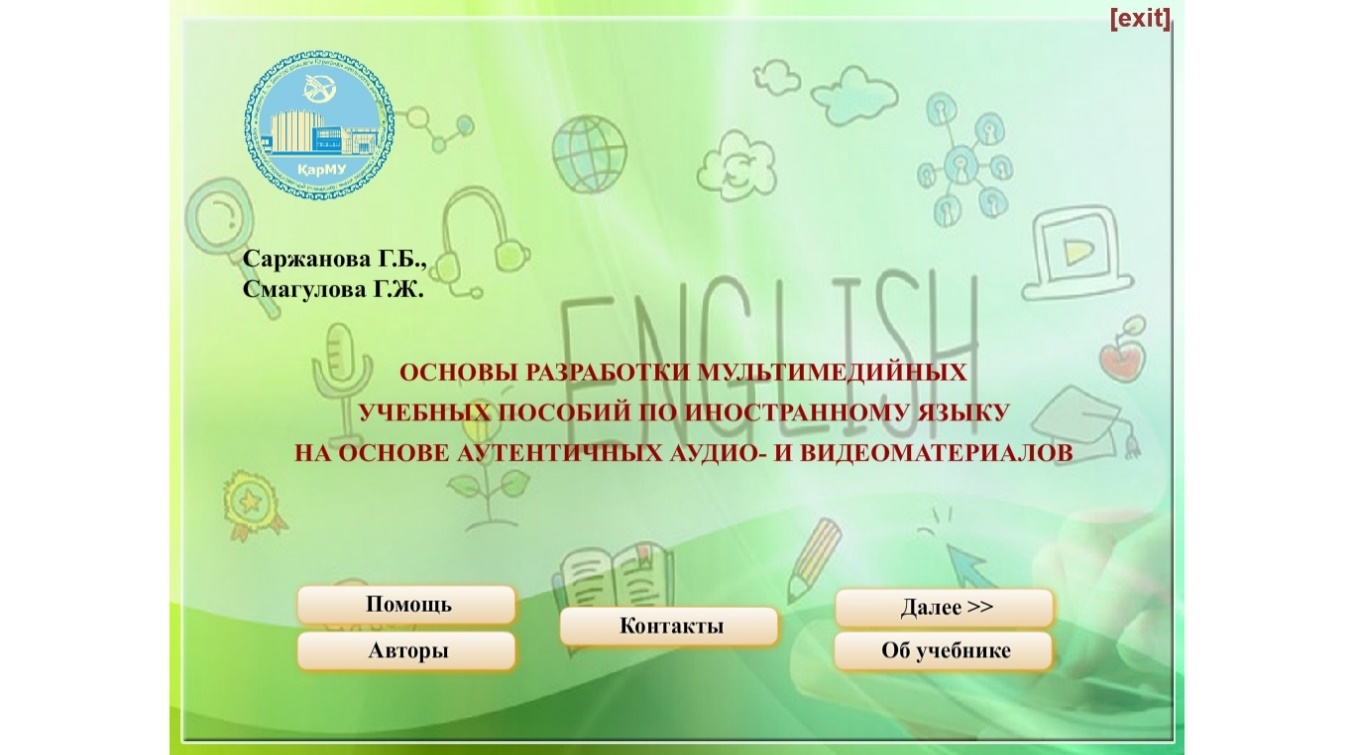 [exit]
ҚарМУ
Саржанова Г.Б.,
Смагулова Г.Ж.
ENGLISH
ОСНОВЫ РАЗРАБОТКИ МУЛЬТИМЕДИЙНЫХ
УЧЕБНЫХ ПОСОБИЙ ПО ИНОСТРАННОМУ ЯЗЫКУ
НА ОСНОВЕ АУТЕНТИЧНЫХ АУДИО- И ВИДЕОМАТЕРИАЛОВ
Помощь
Далее >>
Контакты
Авторы
Об учебнике